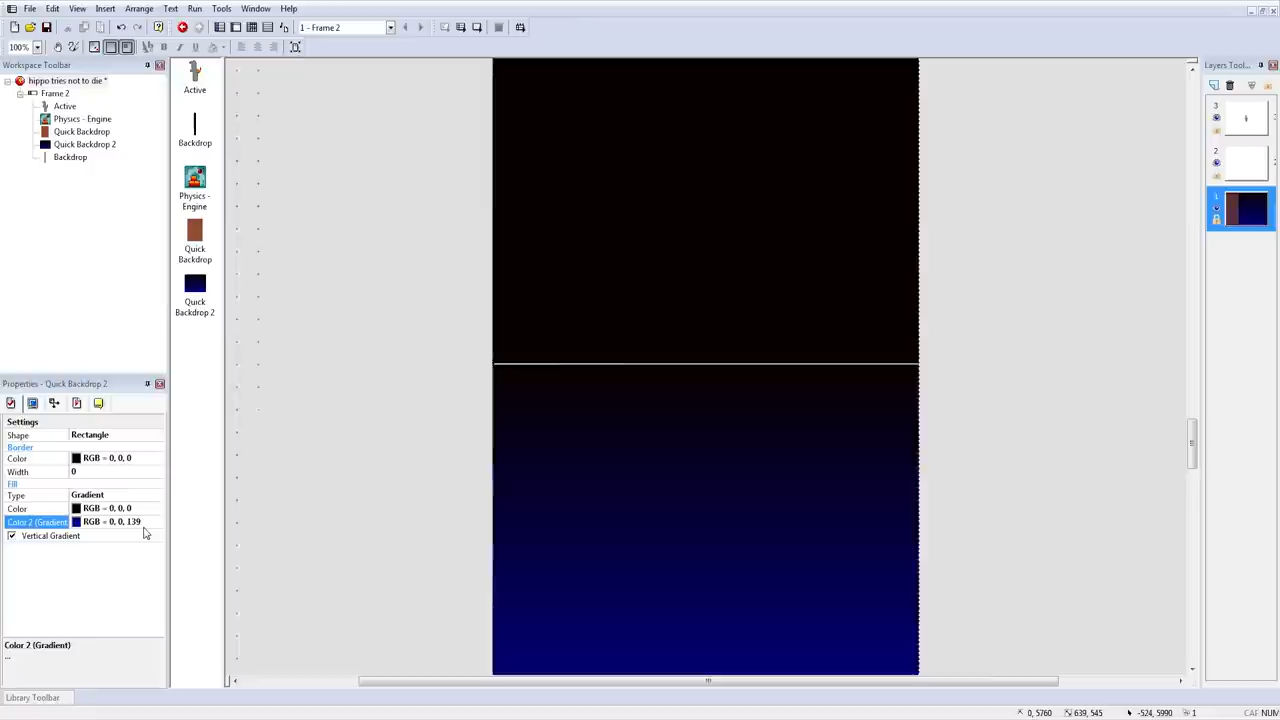 File Edit View Insert Arrange Text Run Tools Window Help
1 - Frame 2
100%
Workspace Toolbar
hippo tries not to die *
Frame 2
Active
Physics - Engine
Quick Backdrop
Quick Backdrop 2
Backdrop
Active
Backdrop
Physics -
Engine
Quick
Backdrop
Quick
Backdrop 2
Layers Tool...
3
2
1
Properties - Quick Backdrop 2
Settings
Shape Rectangle
Border
Color RGB = 0, 0, 0
Width 0
Fill
Type Gradient
Color RGB = 0, 0, 0
Color 2 (Gradient RGB = 0, 0, 139
Vertical Gradient
Color 2 (Gradient)
...
Library Toolbar
0, 5760 639, 545 -524, 5990 1 CAF NUM